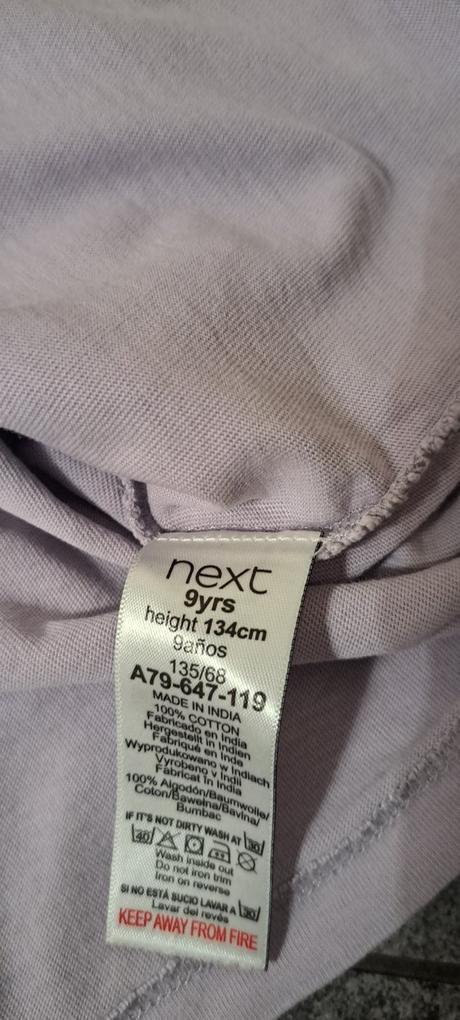 next
9yrs
height 134cm
9años
135/68
A79-647-119
MADE IN INDIA
100% COTTON
Fabricado en India
Hergestellt in Indien
Fabriqué en Inde
Wyprodukowano w Indiach
Vyrobeno v Indii
Fabricat în India
100% Algodón/Baumwolle/
Coton/Bawełna/Bavlna/
Bumbac
IF IT'S NOT DIRTY WASH AT 30
40
Wash inside out
Do not iron trim
Iron on reverse
SI NO ESTÁ SUCIO LAVAR A 30
Lavar del revés
KEEP AWAY FROM FIRE